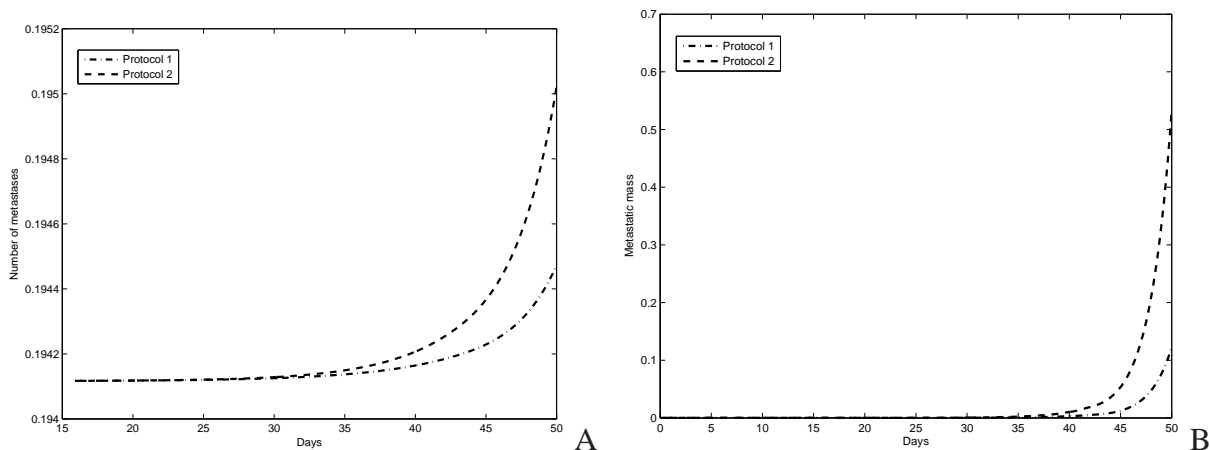 0.1952
0.195
0.1948
0.1946
0.1944
0.1942
0.194
Number of metastases
Protocol 1
Protocol 2
15 20 25 30 35 40 45 50
Days
A
0.7
0.6
0.5
0.4
0.3
0.2
0.1
0
Metastatic mass
Protocol 1
Protocol 2
0 5 10 15 20 25 30 35 40 45 50
Days
B